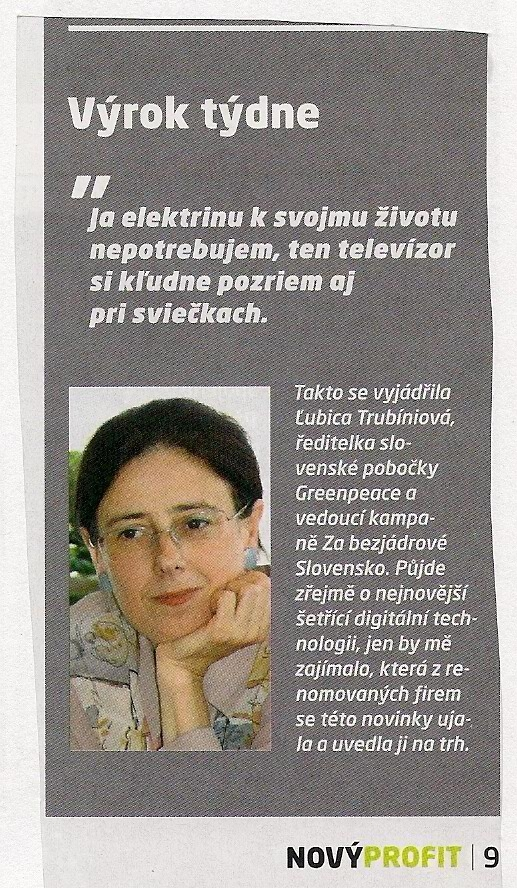 Výrok týdne
"
Ja elektrinu k svojmu životu
nepotrebujem, ten televízor
si kľudne pozriem aj
pri sviečkach.
Takto se vyjádřila
Ľubica Trubíniová,
ředitelka slo-
venské pobočky
Greenpeace a
vedoucí kampa-
ně Za bezjádrové
Slovensko. Půjde
zřejmě o nejnovější
šetřící digitální tech-
nologii, jen by mě
zajímalo, která z re-
nomovaných firem
se této novinky uja-
la a uvedla ji na trh.
NOVÝPROFIT | 9